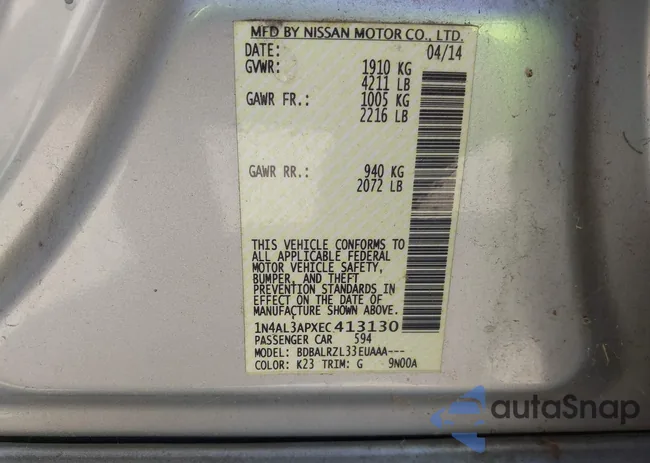 MFD BY NISSAN MOTOR CO., LTD.
DATE: 04/14
GVWR: 1910 KG
4211 LB
GAWR FR.: 1005 KG
2216 LB
GAWR RR.: 940 KG
2072 LB
THIS VEHICLE CONFORMS TO
ALL APPLICABLE FEDERAL
MOTOR VEHICLE SAFETY,
BUMPER, AND THEFT
PREVENTION STANDARDS IN
EFFECT ON THE DATE OF
MANUFACTURE SHOWN ABOVE.
1N4AL3APXEC413130
PASSENGER CAR 594
MODEL: BDBALRZL33EUAAA---
COLOR: K23 TRIM: G 9N00A
autoSnap